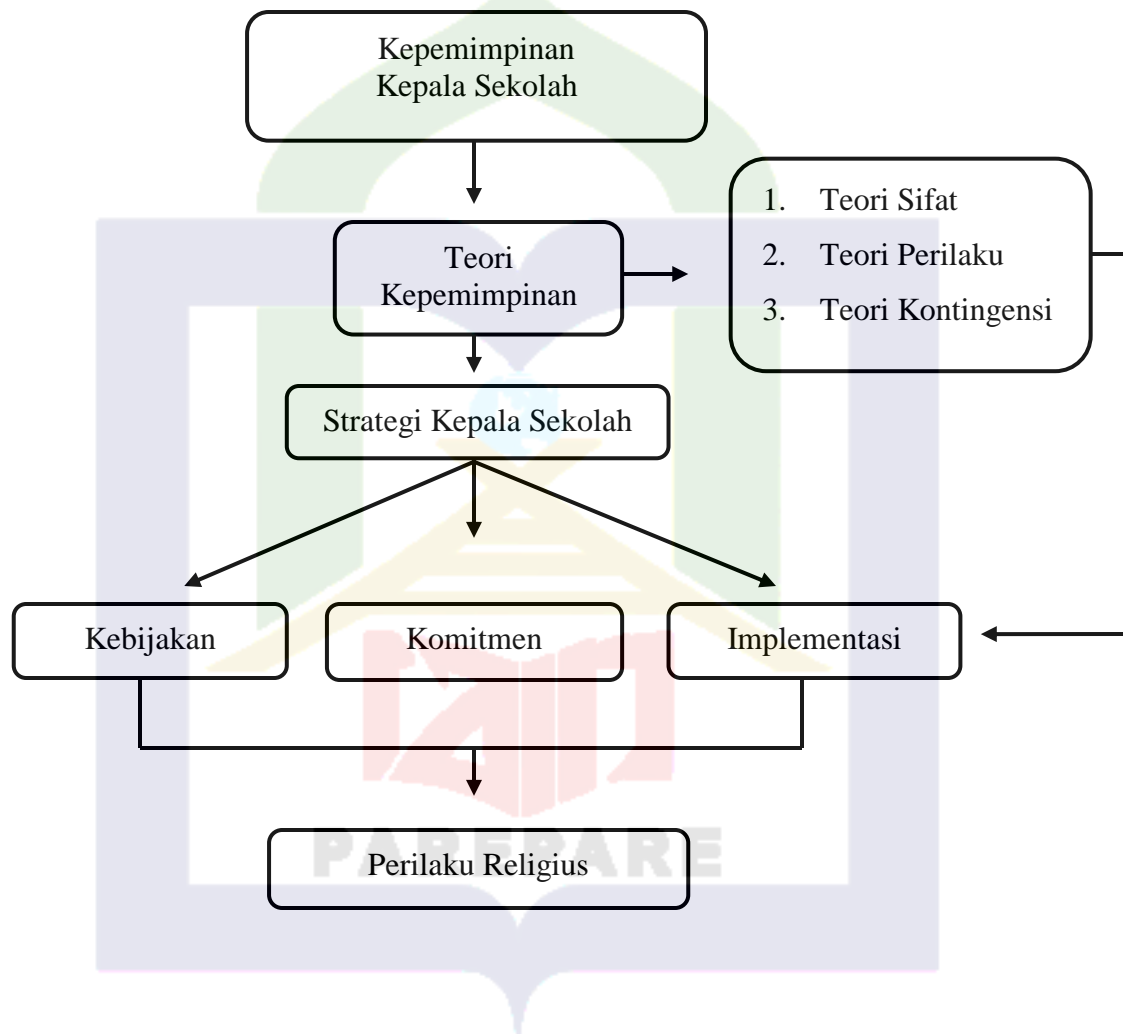 Kepemimpinan
Kepala Sekolah
Teori
Kepemimpinan
1. Teori Sifat
2. Teori Perilaku
3. Teori Kontingensi
Strategi Kepala Sekolah
Kebijakan
Komitmen
Implementasi
PAREPARE
Perilaku Religius